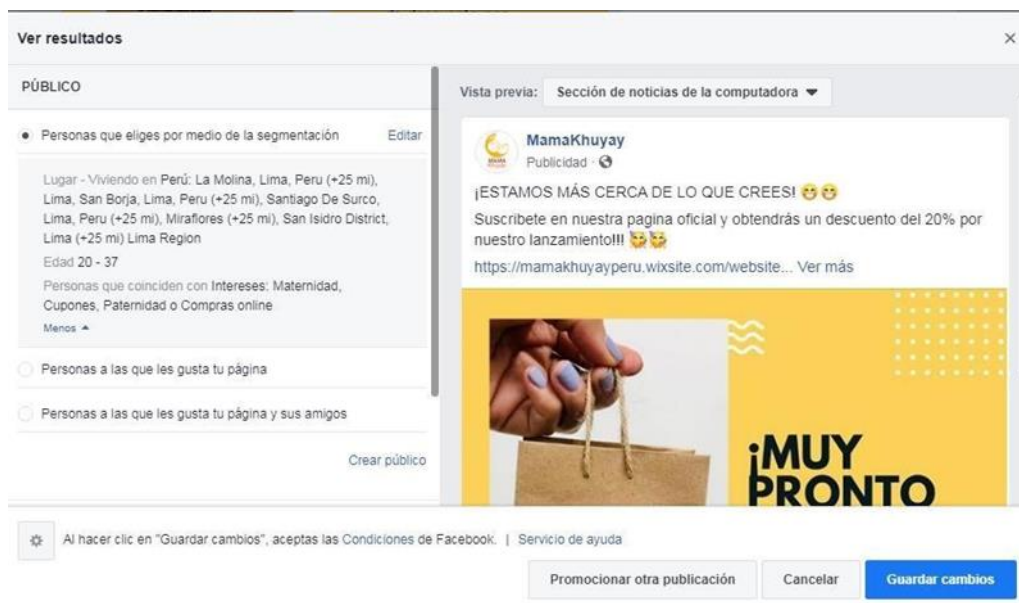 Ver resultados
PÚBLICO
Personas que eliges por medio de la segmentación Editar
Lugar - Viviendo en Perú: La Molina, Lima, Peru (+25 mi),
Lima, San Borja, Lima, Peru (+25 mi), Santiago De Surco,
Lima, Peru (+25 mi), Miraflores (+25 mi), San Isidro District,
Lima (+25 mi) Lima Region
Edad 20 - 37
Personas que coinciden con Intereses: Maternidad,
Cupones, Paternidad o Compras online
Menos
Personas a las que les gusta tu página
Personas a las que les gusta tu página y sus amigos
Crear público
Vista previa: Sección de noticias de la computadora
MamaKhuyay
Publicidad ·
¡ESTAMOS MÁS CERCA DE LO QUE CREES! 😁😁
Suscribete en nuestra pagina oficial y obtendrás un descuento del 20% por
nuestro lanzamiento!!! 🥳🥳
https://mamakhuyayperu.wixsite.com/website... Ver más
¡MUY
PRONTO
Al hacer clic en "Guardar cambios", aceptas las Condiciones de Facebook. | Servicio de ayuda
Promocionar otra publicación Cancelar Guardar cambios